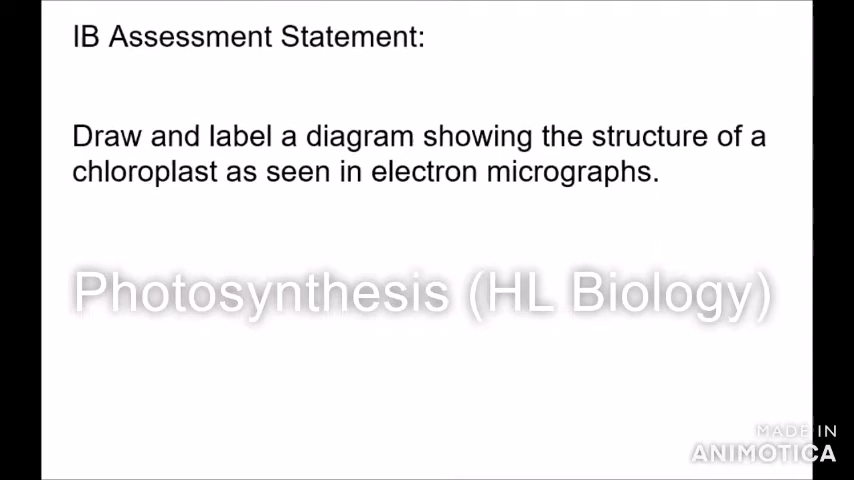 IB Assessment Statement:
Draw and label a diagram showing the structure of a
chloroplast as seen in electron micrographs.
Photosynthesis (HL Biology)
MADE IN
ANIMOTICA